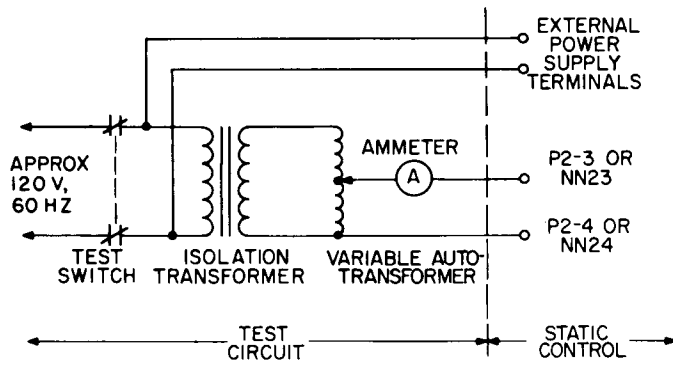 EXTERNAL
POWER
SUPPLY
TERMINALS
AMMETER
A
P2-3 OR
NN23
APPROX
120 V,
60 HZ
P2-4 OR
NN24
TEST
SWITCH
ISOLATION
TRANSFORMER
VARIABLE AUTO-
TRANSFORMER
TEST
CIRCUIT
STATIC
CONTROL